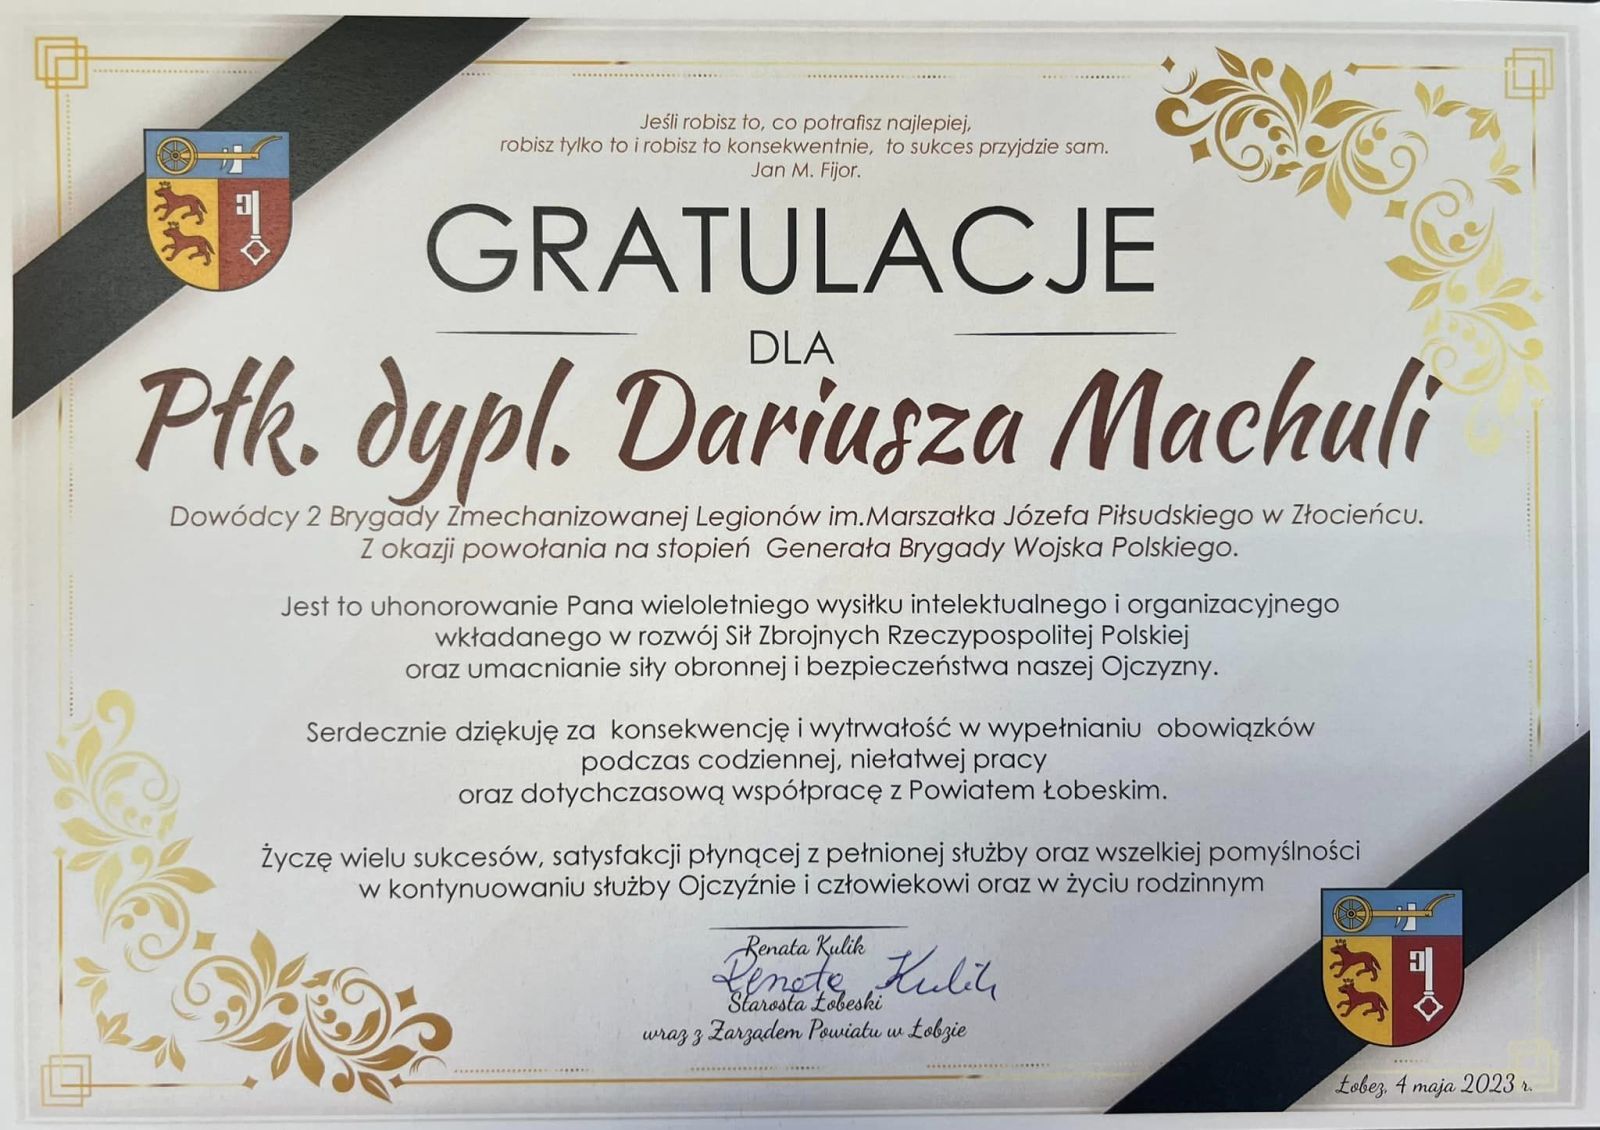 Jeśli robisz to, co potrafisz najlepiej,
robisz tylko to i robisz to konsekwentnie, to sukces przyjdzie sam.
Jan M. Fijor.
GRATULACJE
DLA
Płk. dypl. Dariusza Machuli
Dowódcy 2 Brygady Zmechanizowanej Legionów im.Marszałka Józefa Piłsudskiego w Złocieńcu.
Z okazji powołania na stopień Generała Brygady Wojska Polskiego.
Jest to uhonorowanie Pana wieloletniego wysiłku intelektualnego i organizacyjnego
wkładanego w rozwój Sił Zbrojnych Rzeczypospolitej Polskiej
oraz umacnianie siły obronnej i bezpieczeństwa naszej Ojczyzny.
Serdecznie dziękuję za konsekwencję i wytrwałość w wypełnianiu obowiązków
podczas codziennej, niełatwej pracy
oraz dotychczasową współpracę z Powiatem Łobeskim.
Życzę wielu sukcesów, satysfakcji płynącej z pełnionej służby oraz wszelkiej pomyślności
w kontynuowaniu służby Ojczyźnie i człowiekowi oraz w życiu rodzinnym
Renata Kulik
Renata Kulik
Starosta Łobeski
wraz z Zarządem Powiatu w Łobzie
Łobez, 4 maja 2023 r.